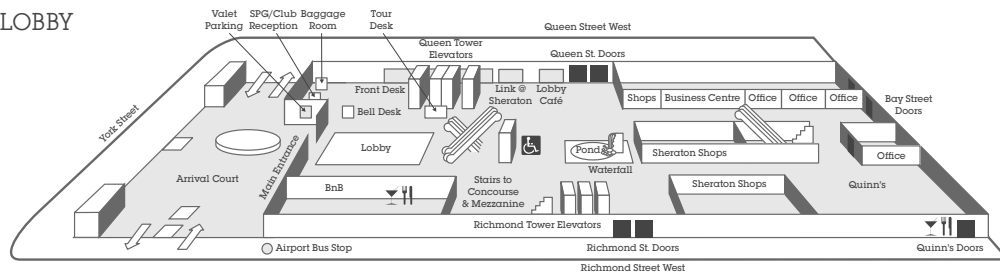 LOBBY
Valet
Parking
SPG/Club
Reception
Baggage
Room
Tour
Desk
Queen Street West
Queen Tower
Elevators
Queen St. Doors
Front Desk
Link @
Sheraton
Lobby
Café
Shops
Business Centre
Office
Office
Office
Bay Street
Doors
Bell Desk
York Street
Lobby
Pond
Waterfall
Sheraton Shops
Office
Main Entrance
Arrival Court
BnB
Stairs to
Concourse
& Mezzanine
Sheraton Shops
Quinn's
Richmond Tower Elevators
Airport Bus Stop
Richmond St. Doors
Quinn's Doors
Richmond Street West